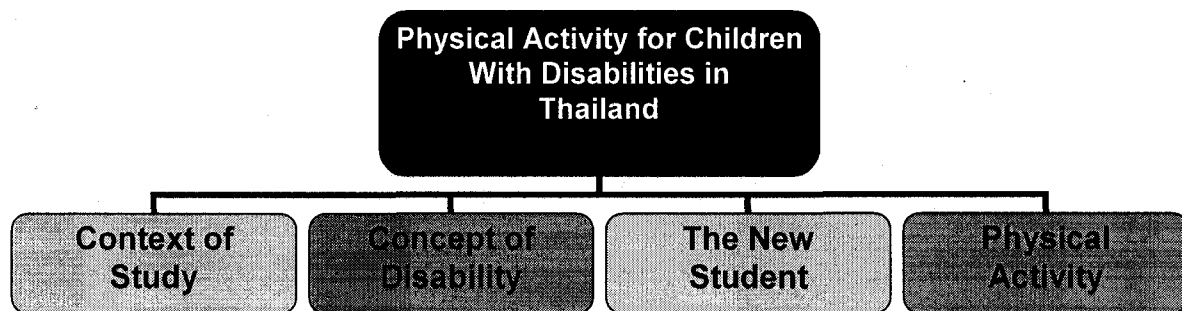 Physical Activity for Children
With Disabilities in
Thailand
Context of
Study
Concept of
Disability
The New
Student
Physical
Activity